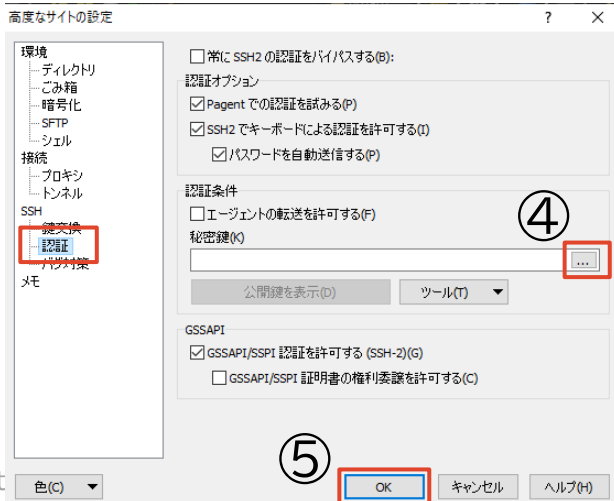 高度なサイトの設定
?
×
環境
ディレクトリ
ごみ箱
暗号化
SFTP
シェル
接続
プロキシ
トンネル
SSH
鍵交換
認証
バグ対策
メモ
常に SSH2 の認証をバイパスする(B):
認証オプション
Pagent での認証を試みる(P)
SSH2 でキーボードによる認証を許可する(I)
パスワードを自動送信する(P)
認証条件
エージェントの転送を許可する(F)
④
秘密鍵(K)
...
公開鍵を表示(D)
ツール(T)
GSSAPI
GSSAPI/SSPI 認証を許可する (SSH-2)(G)
GSSAPI/SSPI 証明書の権利委譲を許可する(C)
⑤
色(C)
OK
キャンセル
ヘルプ(H)